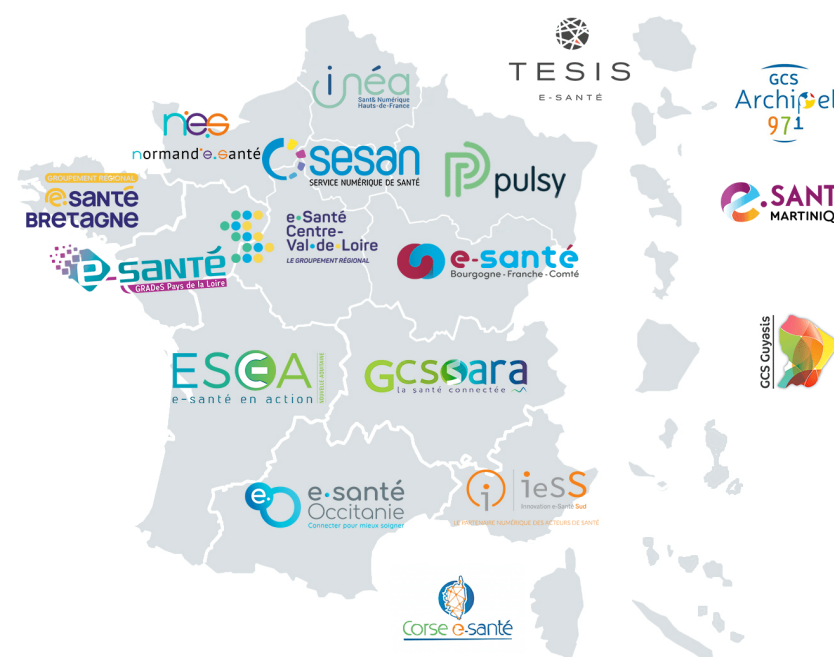 inéa
Santé Numérique
Hauts-de-France
TESIS
E-SANTÉ
GCS
Archipel
971
nes
normand'e.santé
sesan
SERVICE NUMÉRIQUE DE SANTÉ
pulsy
GROUPEMENT RÉGIONAL
e.SANTÉ
BRETAGNE
e.SANT
MARTINIQ
e•Santé
Centre-
Val•de•Loire
LE GROUPEMENT RÉGIONAL
e-SANTÉ
GRADeS Pays de la Loire
e-santé
Bourgogne - Franche - Comté
GCS Guyasis
ESEA
e-santé en action
GCSsara
la santé connectée
e.
e•santé
Occitanie
Connecter pour mieux soigner
i
ieSS
Innovation e-Santé Sud
LE PARTENAIRE NUMÉRIQUE DES ACTEURS DE SANTÉ
Corse e-santé